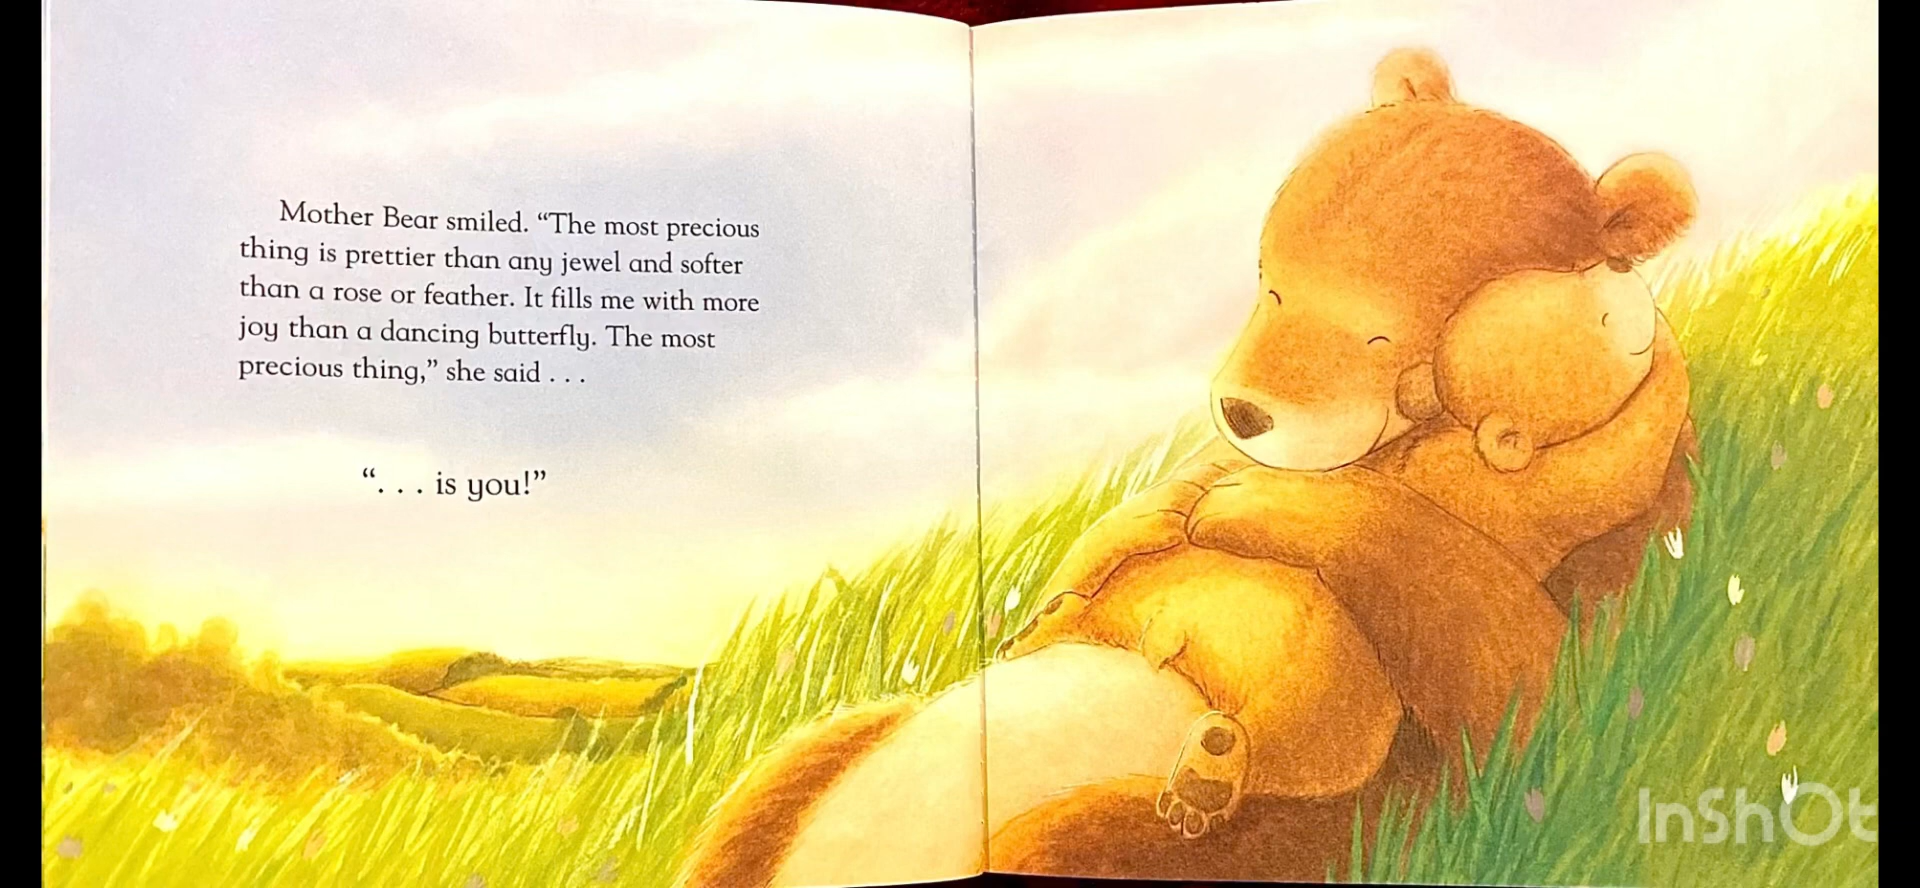 Mother Bear smiled. “The most precious
thing is prettier than any jewel and softer
than a rose or feather. It fills me with more
joy than a dancing butterfly. The most
precious thing,” she said . . .
“. . . is you!”
InShOt